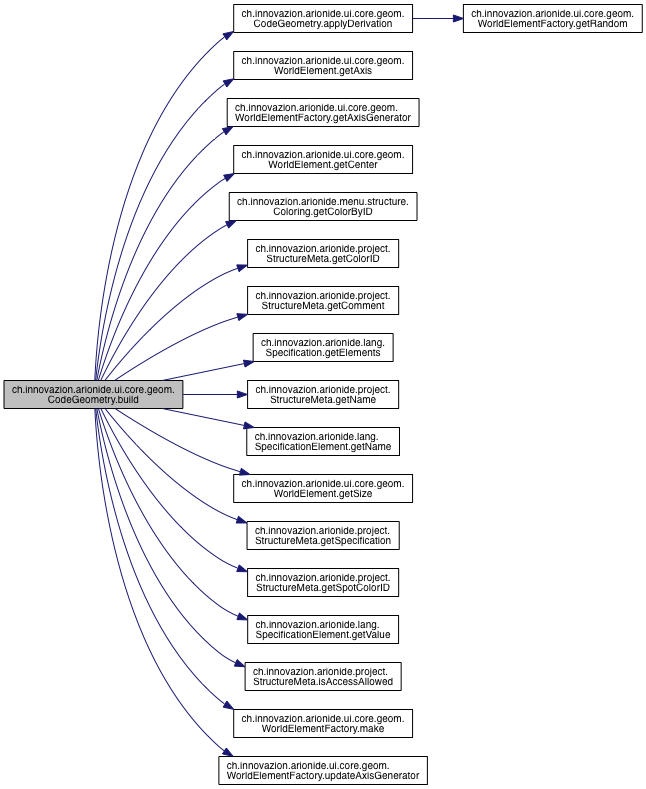 ch.innovazion.arionide.ui.core.geom.
CodeGeometry.applyDerivation
ch.innovazion.arionide.ui.core.geom.
WorldElementFactory.getRandom
ch.innovazion.arionide.ui.core.geom.
WorldElement.getAxis
ch.innovazion.arionide.ui.core.geom.
WorldElementFactory.getAxisGenerator
ch.innovazion.arionide.ui.core.geom.
WorldElement.getCenter
ch.innovazion.arionide.menu.structure.
Coloring.getColorByID
ch.innovazion.arionide.project.
StructureMeta.getColorID
ch.innovazion.arionide.project.
StructureMeta.getComment
ch.innovazion.arionide.lang.
Specification.getElements
ch.innovazion.arionide.ui.core.geom.
CodeGeometry.build
ch.innovazion.arionide.project.
StructureMeta.getName
ch.innovazion.arionide.lang.
SpecificationElement.getName
ch.innovazion.arionide.ui.core.geom.
WorldElement.getSize
ch.innovazion.arionide.project.
StructureMeta.getSpecification
ch.innovazion.arionide.project.
StructureMeta.getSpotColorID
ch.innovazion.arionide.lang.
SpecificationElement.getValue
ch.innovazion.arionide.project.
StructureMeta.isAccessAllowed
ch.innovazion.arionide.ui.core.geom.
WorldElementFactory.make
ch.innovazion.arionide.ui.core.geom.
WorldElementFactory.updateAxisGenerator